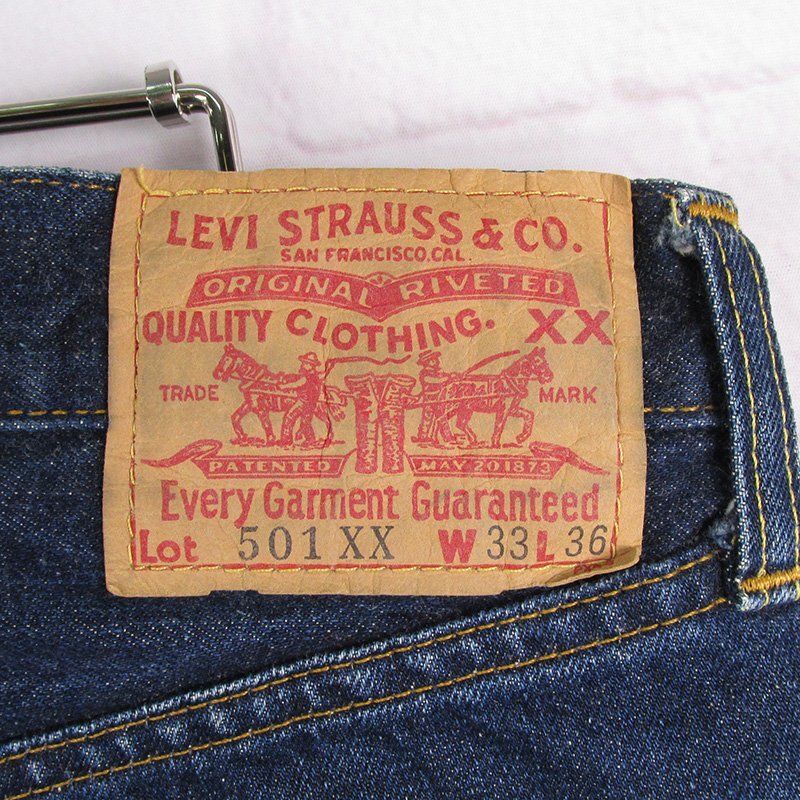 LEVI STRAUSS & CO.
SAN FRANCISCO, CAL.
ORIGINAL RIVETED
QUALITY CLOTHING. XX
TRADE MARK
PATENTED MAY 20 1873
Every Garment Guaranteed
Lot 501 XX W 33 L 36